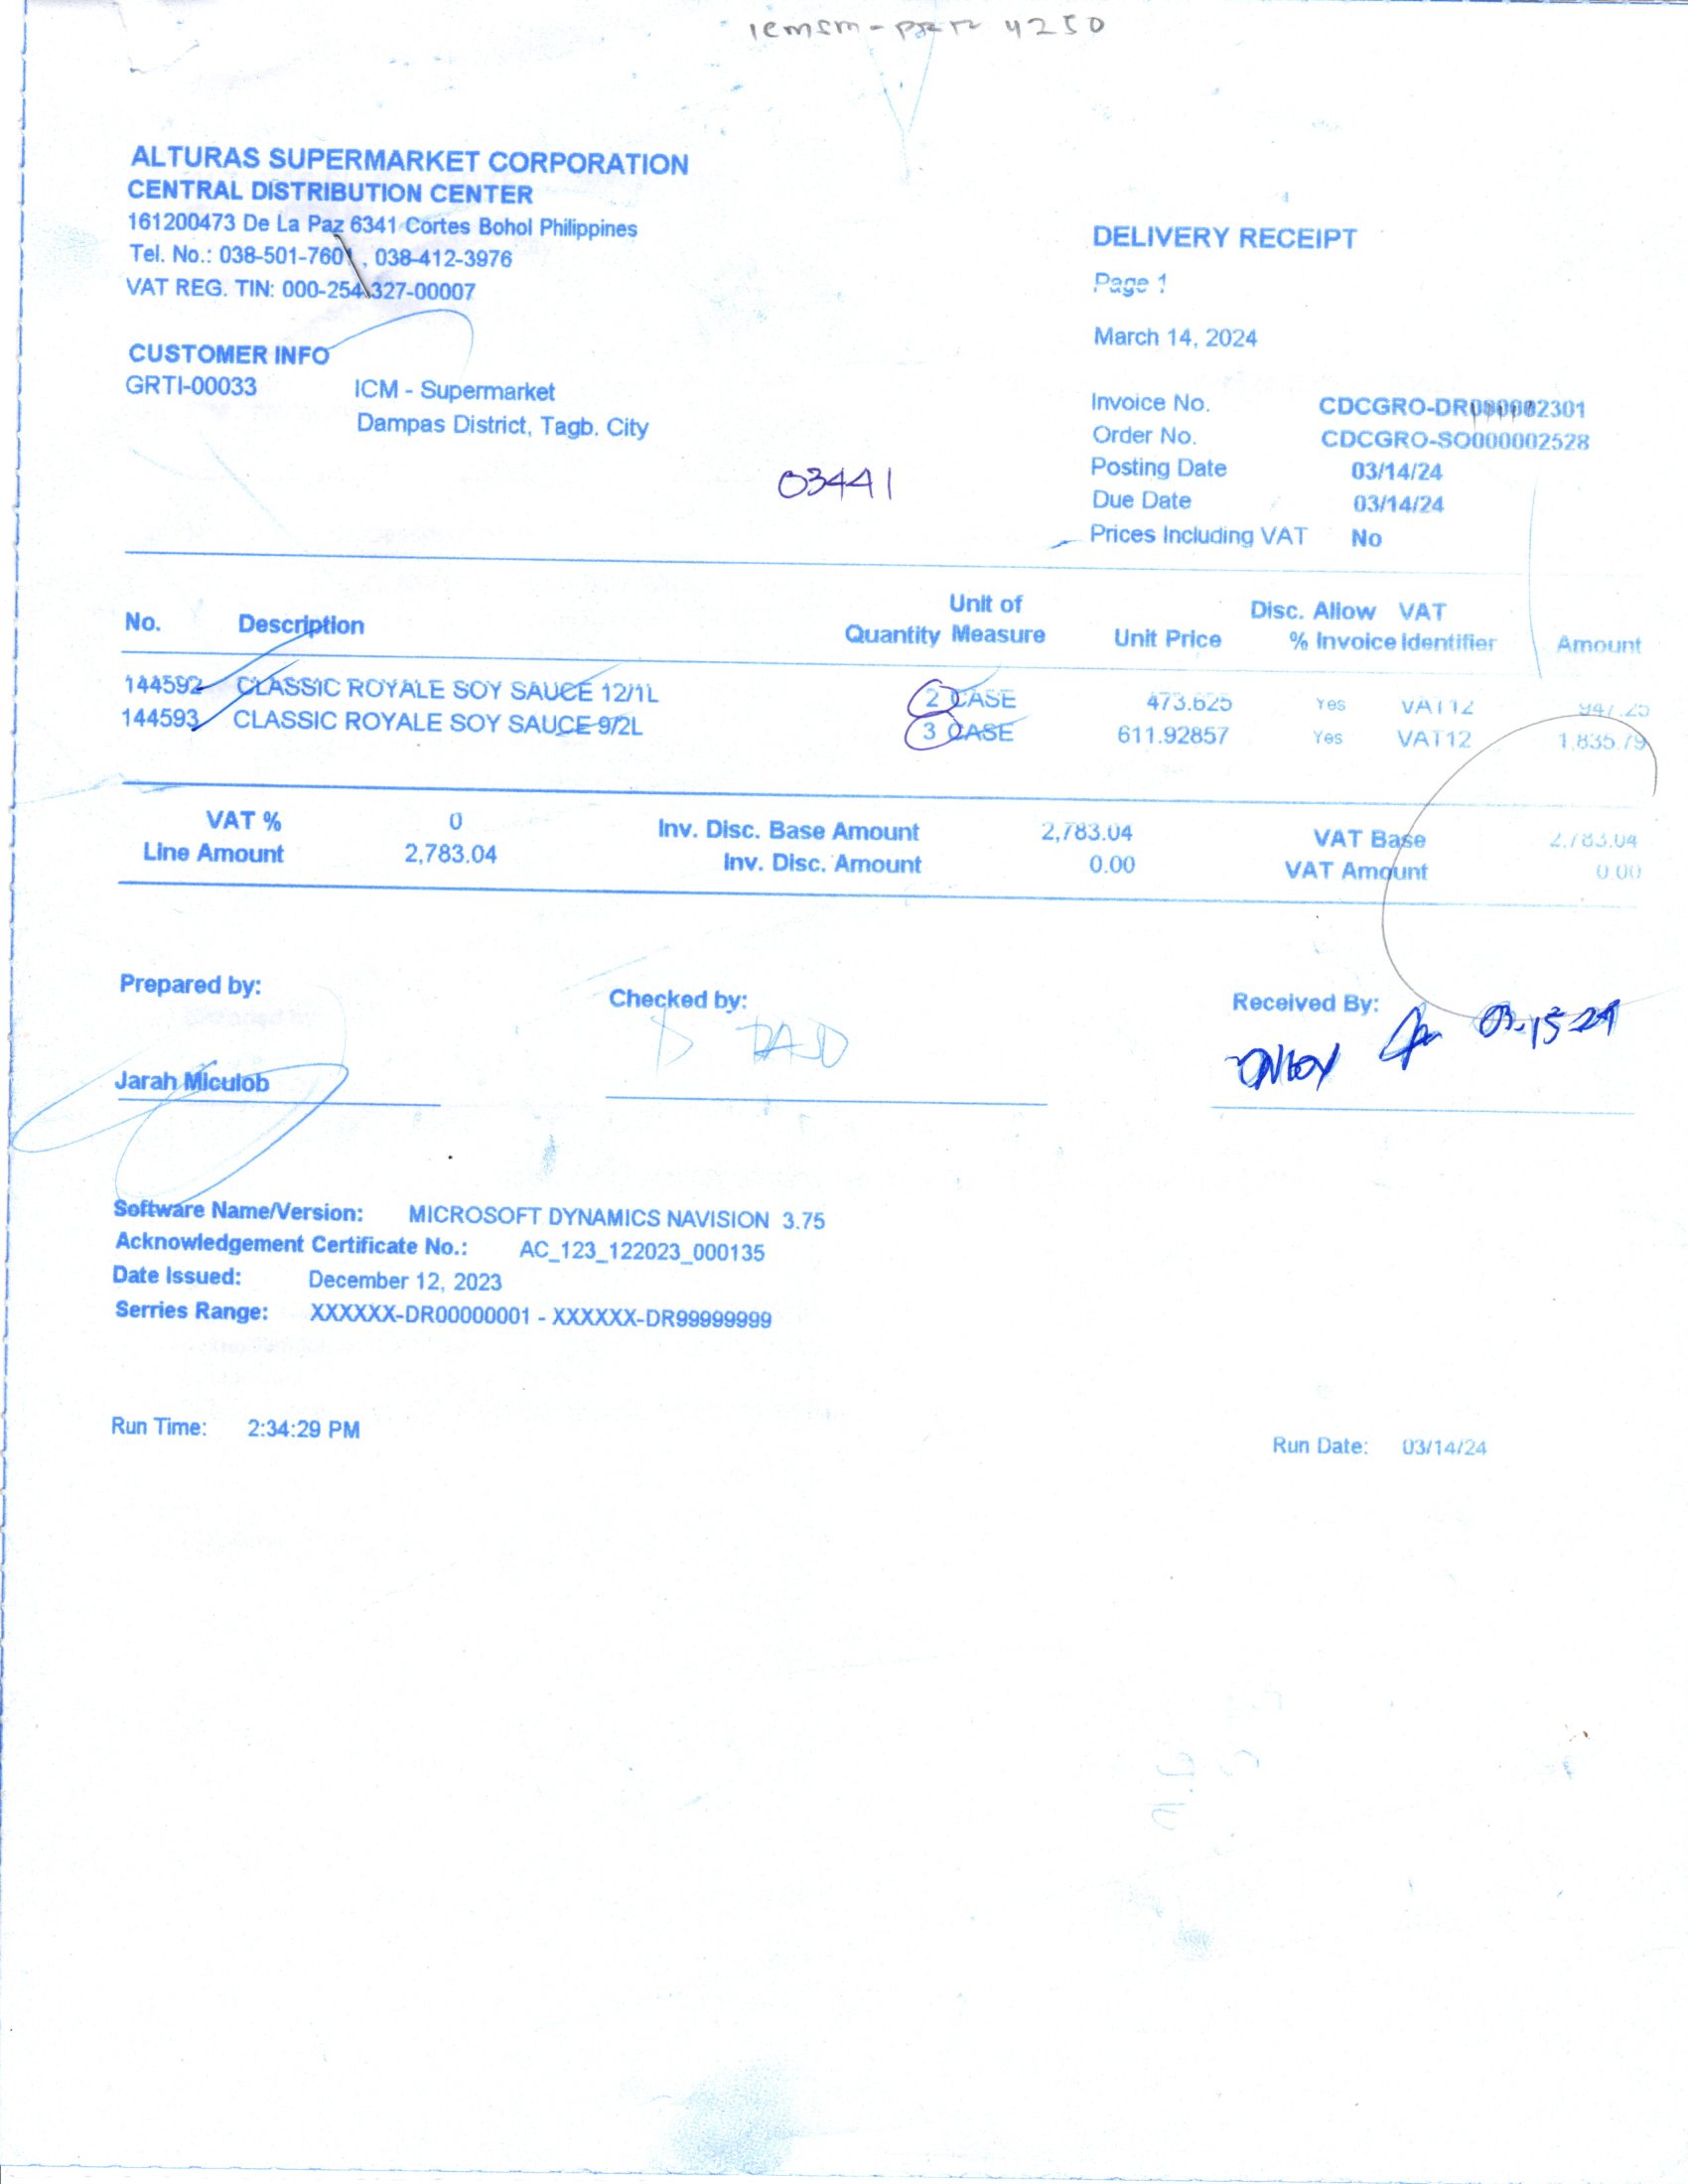 ALTURAS SUPERMARKET CORPORATION
CENTRAL DISTRIBUTION CENTER
161200473 De La Paz 6341 Cortes Bohol Philippines
Tel. No.: 038-501-7601 , 038-412-3976
VAT REG. TIN: 000-254-327-00007
DELIVERY RECEIPT
Page 1
March 14, 2024
CUSTOMER INFO
GRTI-00033 ICM - Supermarket
Dampas District, Tagb. City
03441
Invoice No. CDCGRO-DR000002301
Order No. CDCGRO-SO000002528
Posting Date 03/14/24
Due Date 03/14/24
Prices Including VAT No
No. Description Quantity Unit of Measure Unit Price Disc. % Allow Invoice VAT Identifier Amount
144592 CLASSIC ROYALE SOY SAUCE 12/1L 2 CASE 473.625 Yes VAT12 947.25
144593 CLASSIC ROYALE SOY SAUCE 9/2L 3 CASE 611.92857 Yes VAT12 1,835.79
VAT % 0 Inv. Disc. Base Amount 2,783.04 VAT Base 2,783.04
Line Amount 2,783.04 Inv. Disc. Amount 0.00 VAT Amount 0.00
Prepared by: Checked by: Received By:
03-15-24
Jarah Miculob
Software Name/Version: MICROSOFT DYNAMICS NAVISION 3.75
Acknowledgement Certificate No.: AC_123_122023_000135
Date Issued: December 12, 2023
Serries Range: XXXXXX-DR00000001 - XXXXXX-DR99999999
Run Time: 2:34:29 PM Run Date: 03/14/24